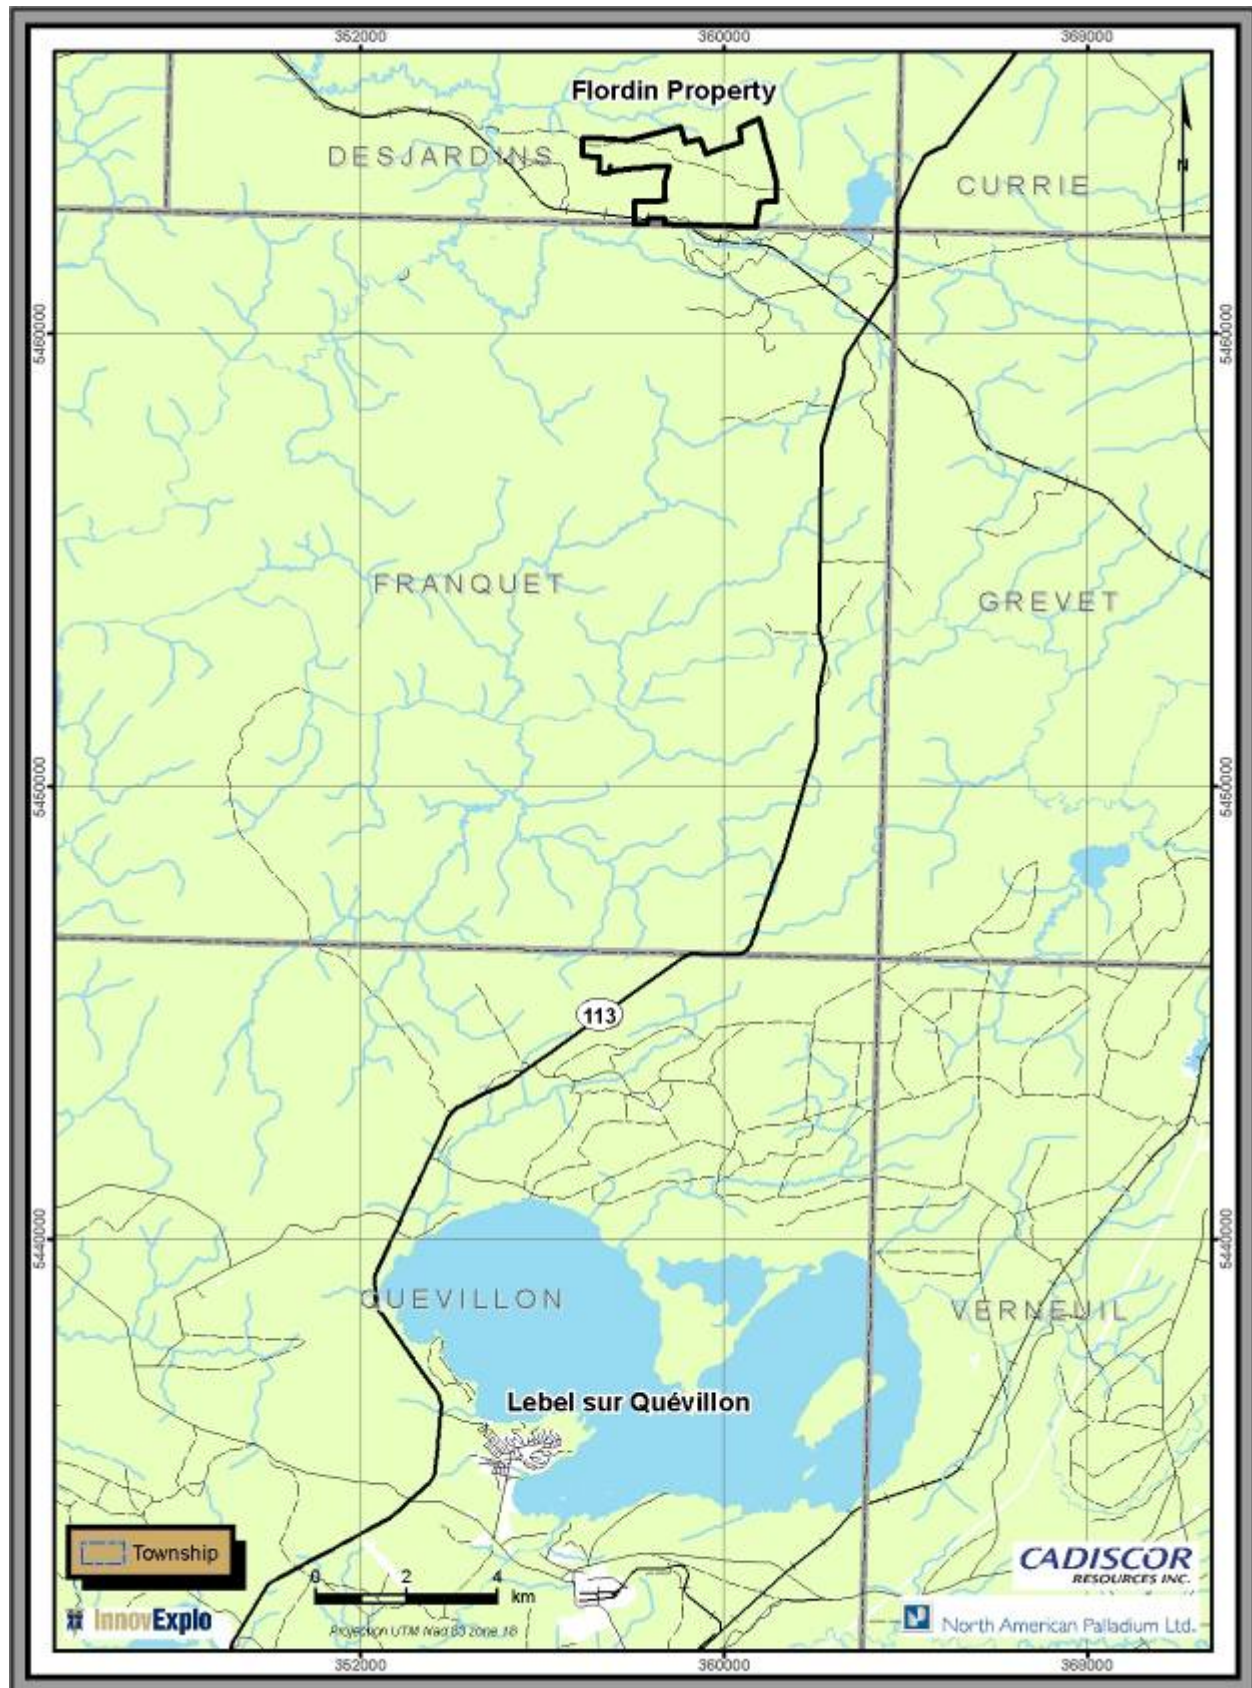 352000
360000
368000
Flordin Property
DESJARDINS
CURRIE
N
5460000
5460000
FRANQUET
GREVET
5450000
5450000
113
5440000
5440000
QUEVILLON
VERNEUIL
Lebel sur Quévillon
Township
0 2 4
km
CADISCOR
RESOURCES INC.
InnovExplo
Projection UTM Nad 83 zone 18
North American Palladium Ltd.
352000
360000
368000